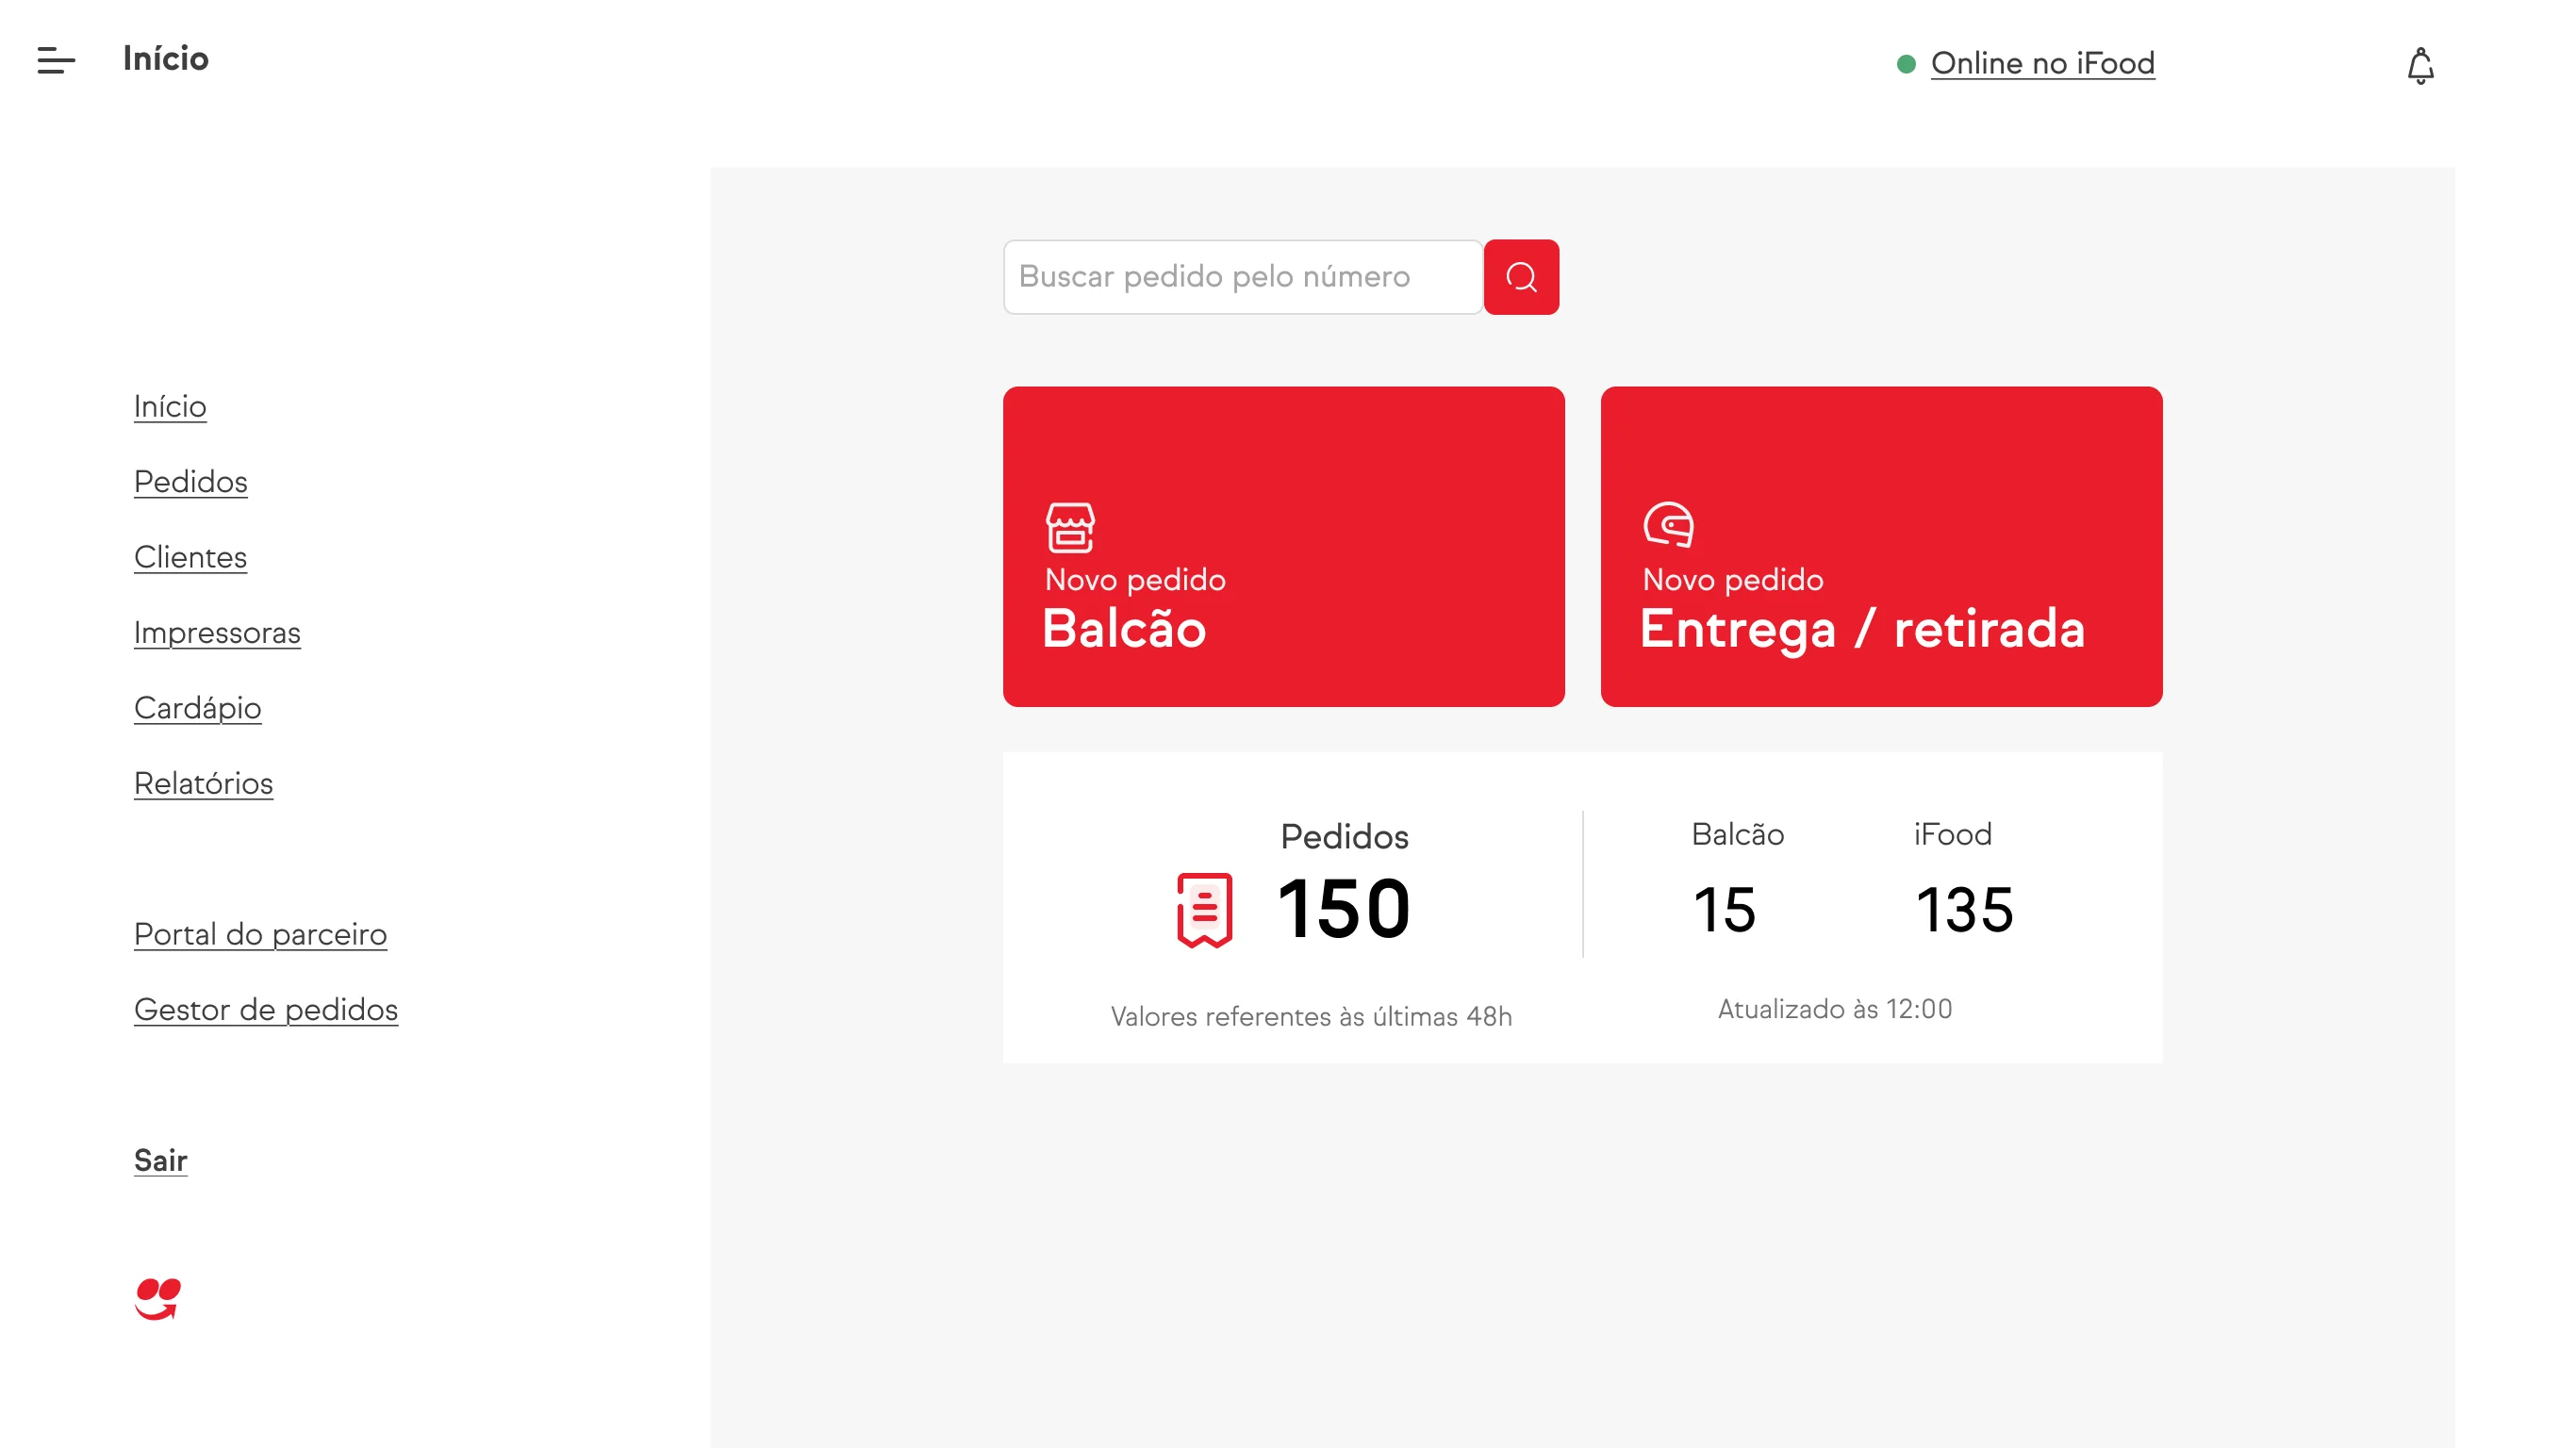 Início
Online no iFood
Início
Pedidos
Clientes
Impressoras
Cardápio
Relatórios
Portal do parceiro
Gestor de pedidos
Sair
Buscar pedido pelo número
Novo pedido
Balcão
Novo pedido
Entrega / retirada
Pedidos
150
Valores referentes às últimas 48h
Balcão
15
iFood
135
Atualizado às 12:00